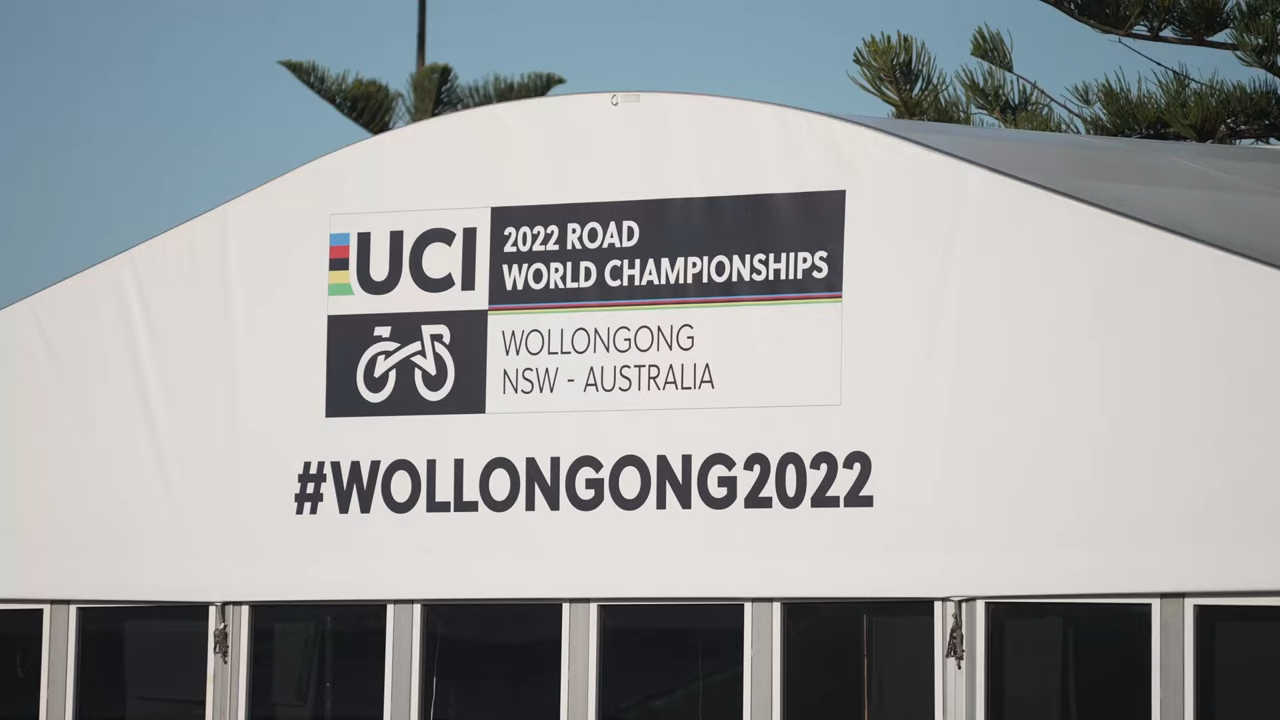 UCI
2022 ROAD
WORLD CHAMPIONSHIPS
WOLLONGONG
NSW - AUSTRALIA
#WOLLONGONG2022